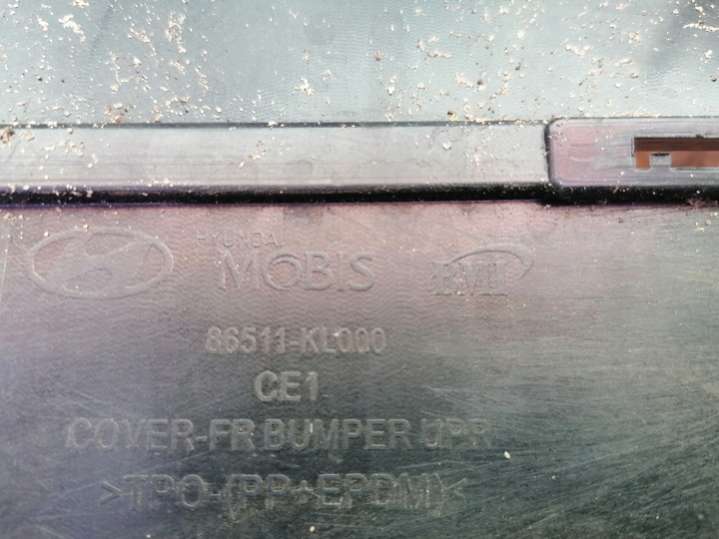 HYUNDAI
MOBIS
86511-KL000
CE1
COVER-FR BUMPER UPR
>TPO-(PP+EPDM)<